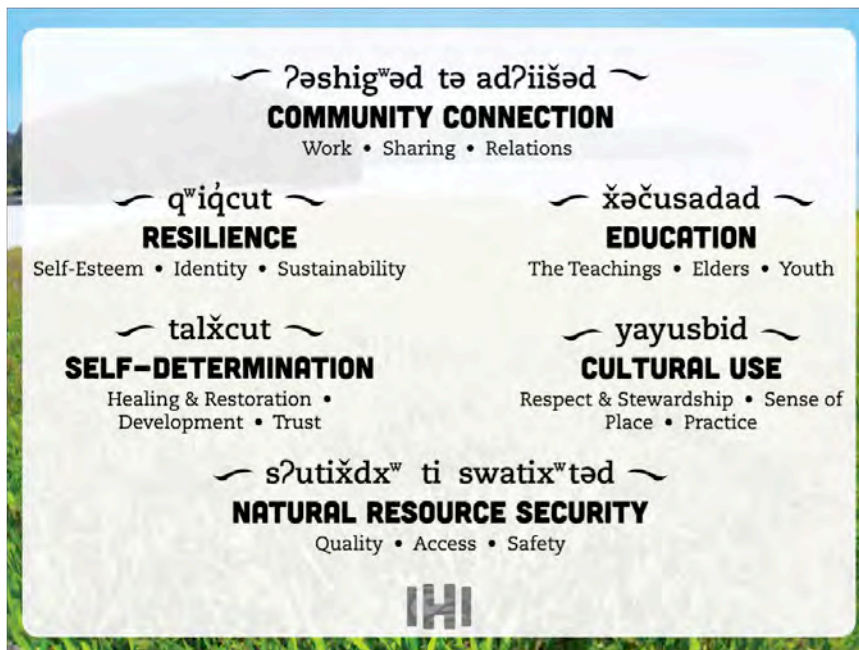 ʔəshigʷəd tə adʔiišəd
COMMUNITY CONNECTION
Work • Sharing • Relations
qʷiq̓cut
RESILIENCE
Self-Esteem • Identity • Sustainability
x̌əčusadad
EDUCATION
The Teachings • Elders • Youth
talx̌cut
SELF-DETERMINATION
Healing & Restoration •
Development • Trust
yayusbid
CULTURAL USE
Respect & Stewardship • Sense of
Place • Practice
sʔutix̌dxʷ ti swatixʷtəd
NATURAL RESOURCE SECURITY
Quality • Access • Safety
IHI